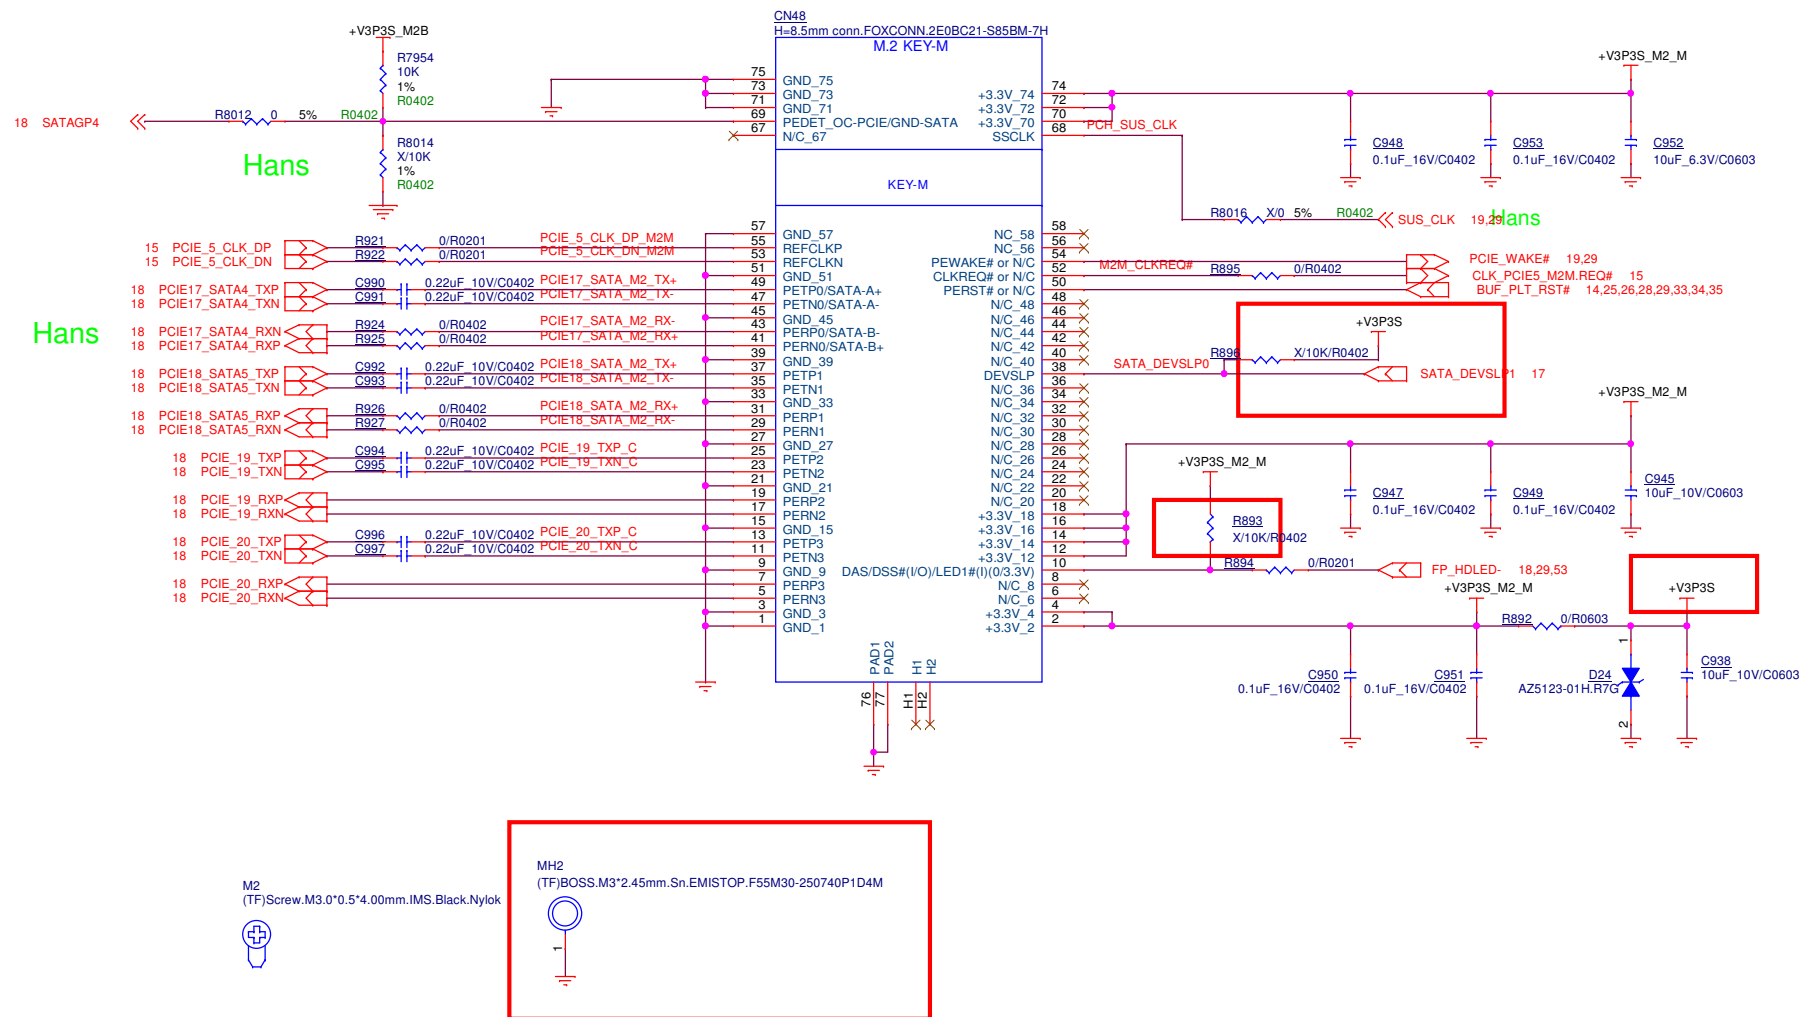 CN48
H=8.5mm conn.FOXCONN.2E0BC21-S85BM-7H
M.2 KEY-M
+V3P3S_M2B
R7954
10K
1%
R0402
18 SATAGP4
R8012 0 5% R0402
R8014
X/10K
1%
R0402
Hans
75 GND_75
73 GND_73
71 GND_71
69 PEDET_OC-PCIE/GND-SATA
67 N/C_67
74 +3.3V_74
72 +3.3V_72
70 +3.3V_70
68 SSCLK
PCH_SUS_CLK
+V3P3S_M2_M
C948
0.1uF_16V/C0402
C953
0.1uF_16V/C0402
C952
10uF_6.3V/C0603
KEY-M
R8016 X/0 5% R0402 SUS_CLK 19,29
Hans
57 GND_57
15 PCIE_5_CLK_DP R921 0/R0201 PCIE_5_CLK_DP_M2M 55 REFCLKP
15 PCIE_5_CLK_DN R922 0/R0201 PCIE_5_CLK_DN_M2M 53 REFCLKN
51 GND_51
18 PCIE17_SATA4_TXP C990 0.22uF_10V/C0402 PCIE17_SATA_M2_TX+ 49 PETP0/SATA-A+
18 PCIE17_SATA4_TXN C991 0.22uF_10V/C0402 PCIE17_SATA_M2_TX- 47 PETN0/SATA-A-
45 GND_45
Hans
18 PCIE17_SATA4_RXN R924 0/R0402 PCIE17_SATA_M2_RX- 43 PERP0/SATA-B-
18 PCIE17_SATA4_RXP R925 0/R0402 PCIE17_SATA_M2_RX+ 41 PERN0/SATA-B+
39 GND_39
18 PCIE18_SATA5_TXP C992 0.22uF_10V/C0402 PCIE18_SATA_M2_TX+ 37 PETP1
18 PCIE18_SATA5_TXN C993 0.22uF_10V/C0402 PCIE18_SATA_M2_TX- 35 PETN1
33 GND_33
18 PCIE18_SATA5_RXP R926 0/R0402 PCIE18_SATA_M2_RX+ 31 PERP1
18 PCIE18_SATA5_RXN R927 0/R0402 PCIE18_SATA_M2_RX- 29 PERN1
27 GND_27
18 PCIE_19_TXP C994 0.22uF_10V/C0402 PCIE_19_TXP_C 25 PETP2
18 PCIE_19_TXN C995 0.22uF_10V/C0402 PCIE_19_TXN_C 23 PETN2
21 GND_21
18 PCIE_19_RXP 19 PERP2
18 PCIE_19_RXN 17 PERN2
15 GND_15
18 PCIE_20_TXP C996 0.22uF_10V/C0402 PCIE_20_TXP_C 13 PETP3
18 PCIE_20_TXN C997 0.22uF_10V/C0402 PCIE_20_TXN_C 11 PETN3
9 GND_9
18 PCIE_20_RXP 7 PERP3
18 PCIE_20_RXN 5 PERN3
3 GND_3
1 GND_1
NC_58 58
NC_56 56
PEWAKE# or N/C 54 PCIE_WAKE# 19,29
CLKREQ# or N/C 52 M2M_CLKREQ# R895 0/R0402 CLK_PCIE5_M2M.REQ# 15
PERST# or N/C 50 BUF_PLT_RST# 14,25,26,28,29,33,34,35
N/C_48 48
N/C_46 46
N/C_44 44
N/C_42 42
N/C_40 40
DEVSLP 38 SATA_DEVSLP0
+V3P3S
R896 X/10K/R0402
SATA_DEVSLP1 17
N/C_36 36
N/C_34 34
N/C_32 32
N/C_30 30
N/C_28 28
N/C_26 26
N/C_24 24
N/C_22 22
N/C_20 20
+3.3V_18 18
+3.3V_16 16
+3.3V_14 14
+3.3V_12 12
DAS/DSS#(I/O)/LED1#(I)(0/3.3V) 10
N/C_8 8
N/C_6 6
+3.3V_4 4
+3.3V_2 2
+V3P3S_M2_M
+V3P3S_M2_M
R893
X/10K/R0402
C947
0.1uF_16V/C0402
C949
0.1uF_16V/C0402
C945
10uF_10V/C0603
R894 0/R0201 FP_HDLED- 18,29,53
+V3P3S_M2_M
+V3P3S
R892 0/R0603
C950
0.1uF_16V/C0402
C951
0.1uF_16V/C0402
1
D24
AZ5123-01H.R7G
2
C938
10uF_10V/C0603
PAD1
PAD2
H1
H2
76
77
H1
H2
M2
(TF)Screw.M3.0*0.5*4.00mm.IMS.Black.Nylok
MH2
(TF)BOSS.M3*2.45mm.Sn.EMISTOP.F55M30-250740P1D4M
1